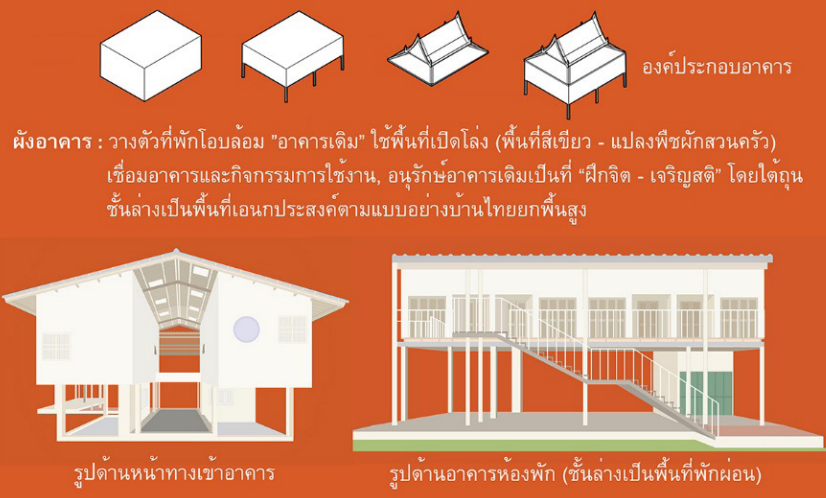 องค์ประกอบอาคาร
ผังอาคาร : วางตัวที่พักโอบล้อม "อาคารเดิม" ใช้พื้นที่เปิดโล่ง (พื้นที่สีเขียว - แปลงพืชผักสวนครัว)
เชื่อมอาคารและกิจกรรมการใช้งาน, อนุรักษ์อาคารเดิมเป็นที่ "ฝึกจิต - เจริญสติ" โดยใต้ถุน
ชั้นล่างเป็นพื้นที่เอนกประสงค์ตามแบบอย่างบ้านไทยยกพื้นสูง
รูปด้านหน้าทางเข้าอาคาร
รูปด้านอาคารห้องพัก (ชั้นล่างเป็นพื้นที่พักผ่อน)